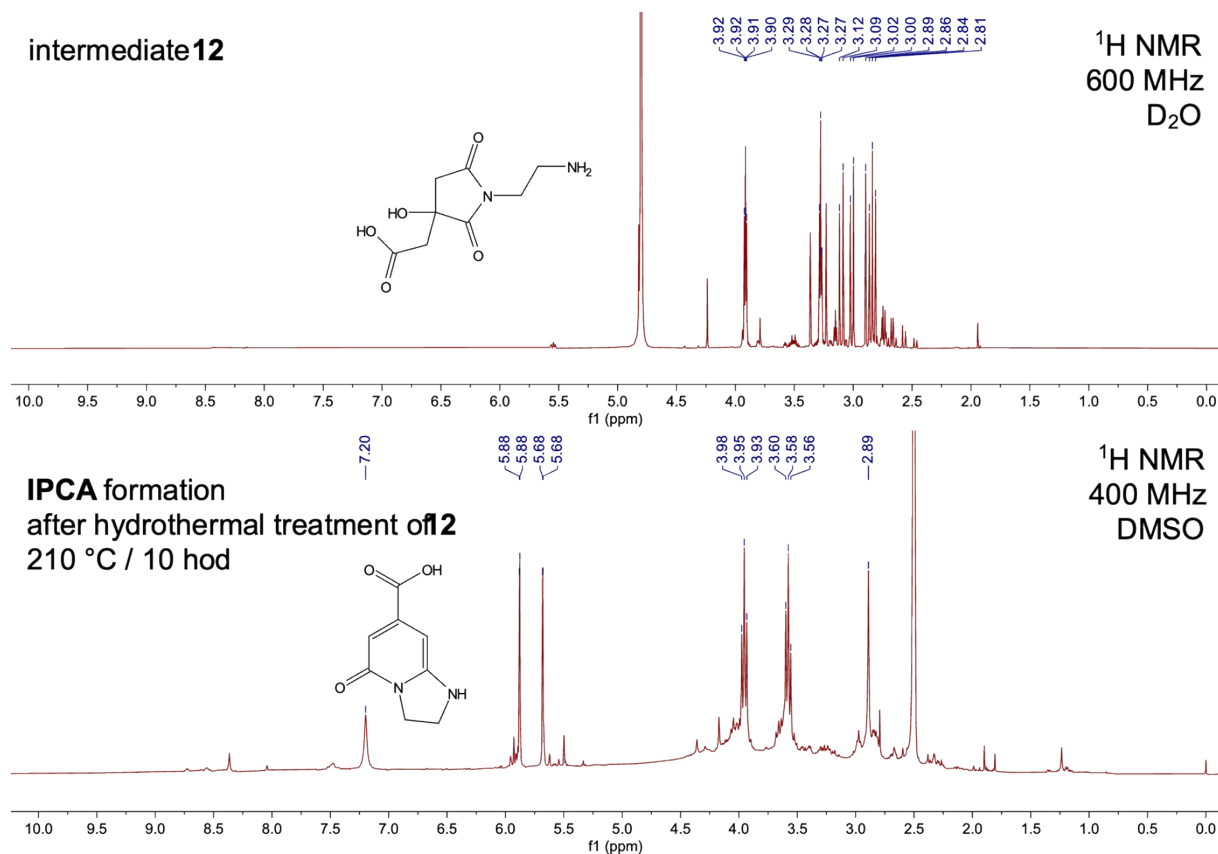 intermediate 12
3.92
3.92
3.91
3.90
3.29
3.28
3.27
3.27
3.12
3.09
3.02
3.00
2.89
2.86
2.84
2.81
¹H NMR
600 MHz
D₂O
O
NH₂
N
HO
HO
O
O
10.0 9.5 9.0 8.5 8.0 7.5 7.0 6.5 6.0 5.5 5.0 4.5 4.0 3.5 3.0 2.5 2.0 1.5 1.0 0.5 0.0
f1 (ppm)
7.20
5.88
5.88
5.68
5.68
3.98
3.95
3.93
3.60
3.58
3.56
2.89
¹H NMR
400 MHz
DMSO
IPCA formation
after hydrothermal treatment of 12
210 °C / 10 hod
O
OH
O
N
NH
10.0 9.5 9.0 8.5 8.0 7.5 7.0 6.5 6.0 5.5 5.0 4.5 4.0 3.5 3.0 2.5 2.0 1.5 1.0 0.5 0.0
f1 (ppm)